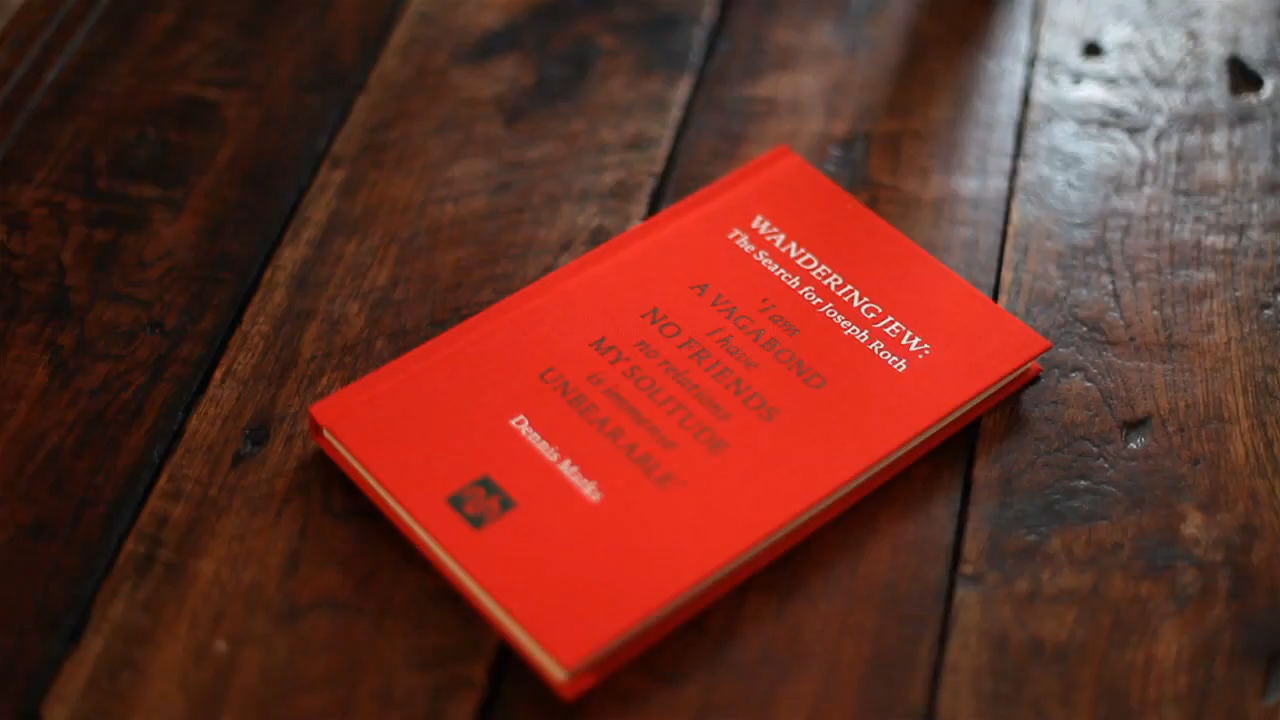 WANDERING JEW:
The Search for Joseph Roth
'I am
A VAGABOND
I have
NO FRIENDS
no relations
MY SOLITUDE
is immense
UNBEARABLE'
Dennis Marks